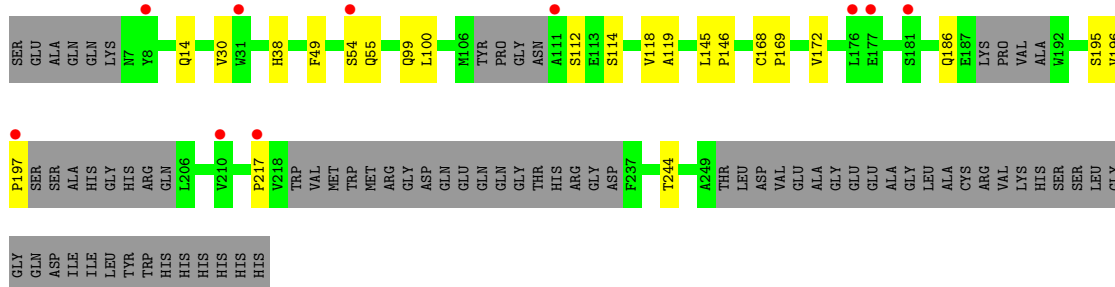 SER GLU ALA GLN GLN LYS N7 Y8 Q14 V30 W31 H38 F49 S54 Q55 Q99 L100 M106 TYR PRO GLY ASN A111 S112 E113 S114 V118 A119 L145 P146 C168 P169 V172 L176 E177 S181 Q186 E187 LYS PRO VAL ALA W192 S195 V196
P197 SER SER ALA HIS GLY HIS ARG GLN L206 V210 P217 V218 TRP VAL MET TRP MET ARG GLY ASP GLN GLU GLN GLN GLY THR HIS ARG GLY ASP F237 T244 A249 THR LEU ASP VAL GLU ALA GLY GLU GLU ALA GLY LEU ALA CYS ARG VAL LYS HIS SER SER LEU GLY
GLY GLN ASP ILE ILE LEU TYR TRP HIS HIS HIS HIS HIS HIS